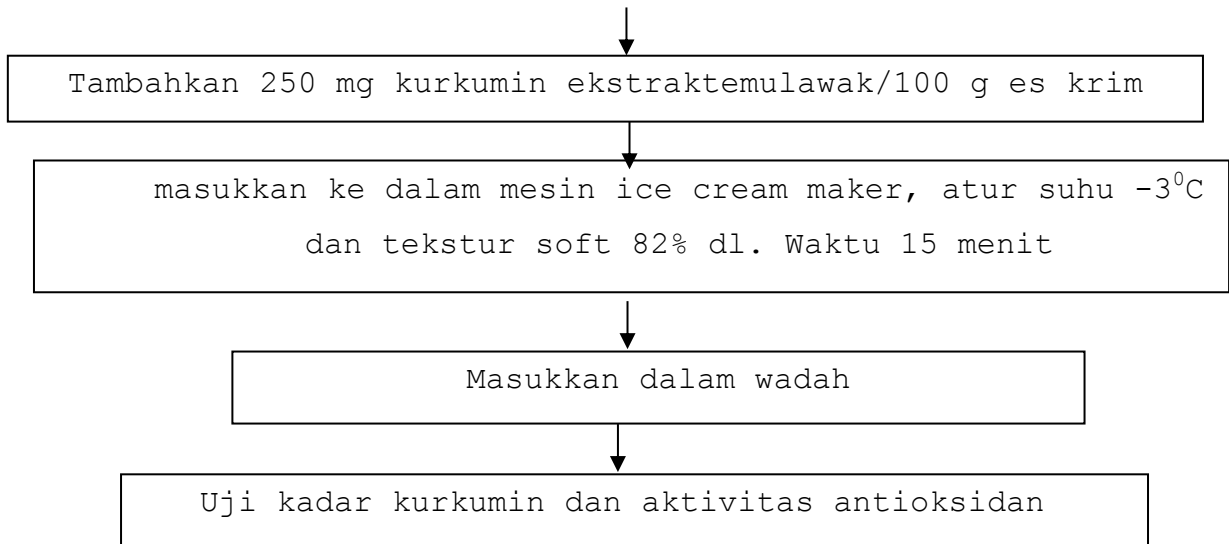 Tambahkan 250 mg kurkumin ekstraktemulawak/100 g es krim
masukkan ke dalam mesin ice cream maker, atur suhu -3⁰C
dan tekstur soft 82% dl. Waktu 15 menit
Masukkan dalam wadah
Uji kadar kurkumin dan aktivitas antioksidan